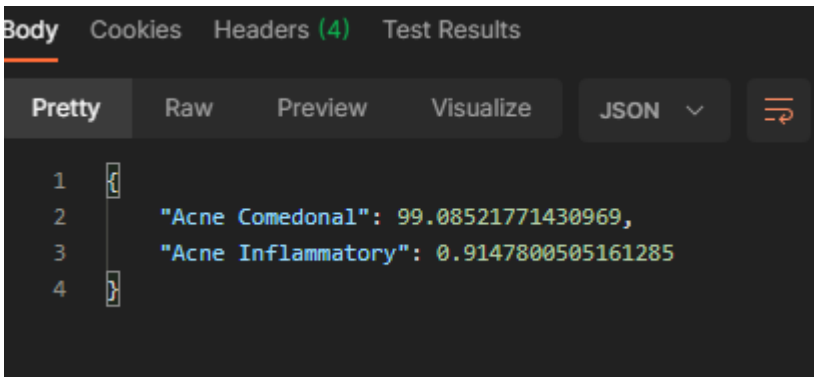 Body Cookies Headers (4) Test Results
Pretty Raw Preview Visualize JSON
1 {
2 "Acne Comedonal": 99.08521771430969,
3 "Acne Inflammatory": 0.9147800505161285
4 }